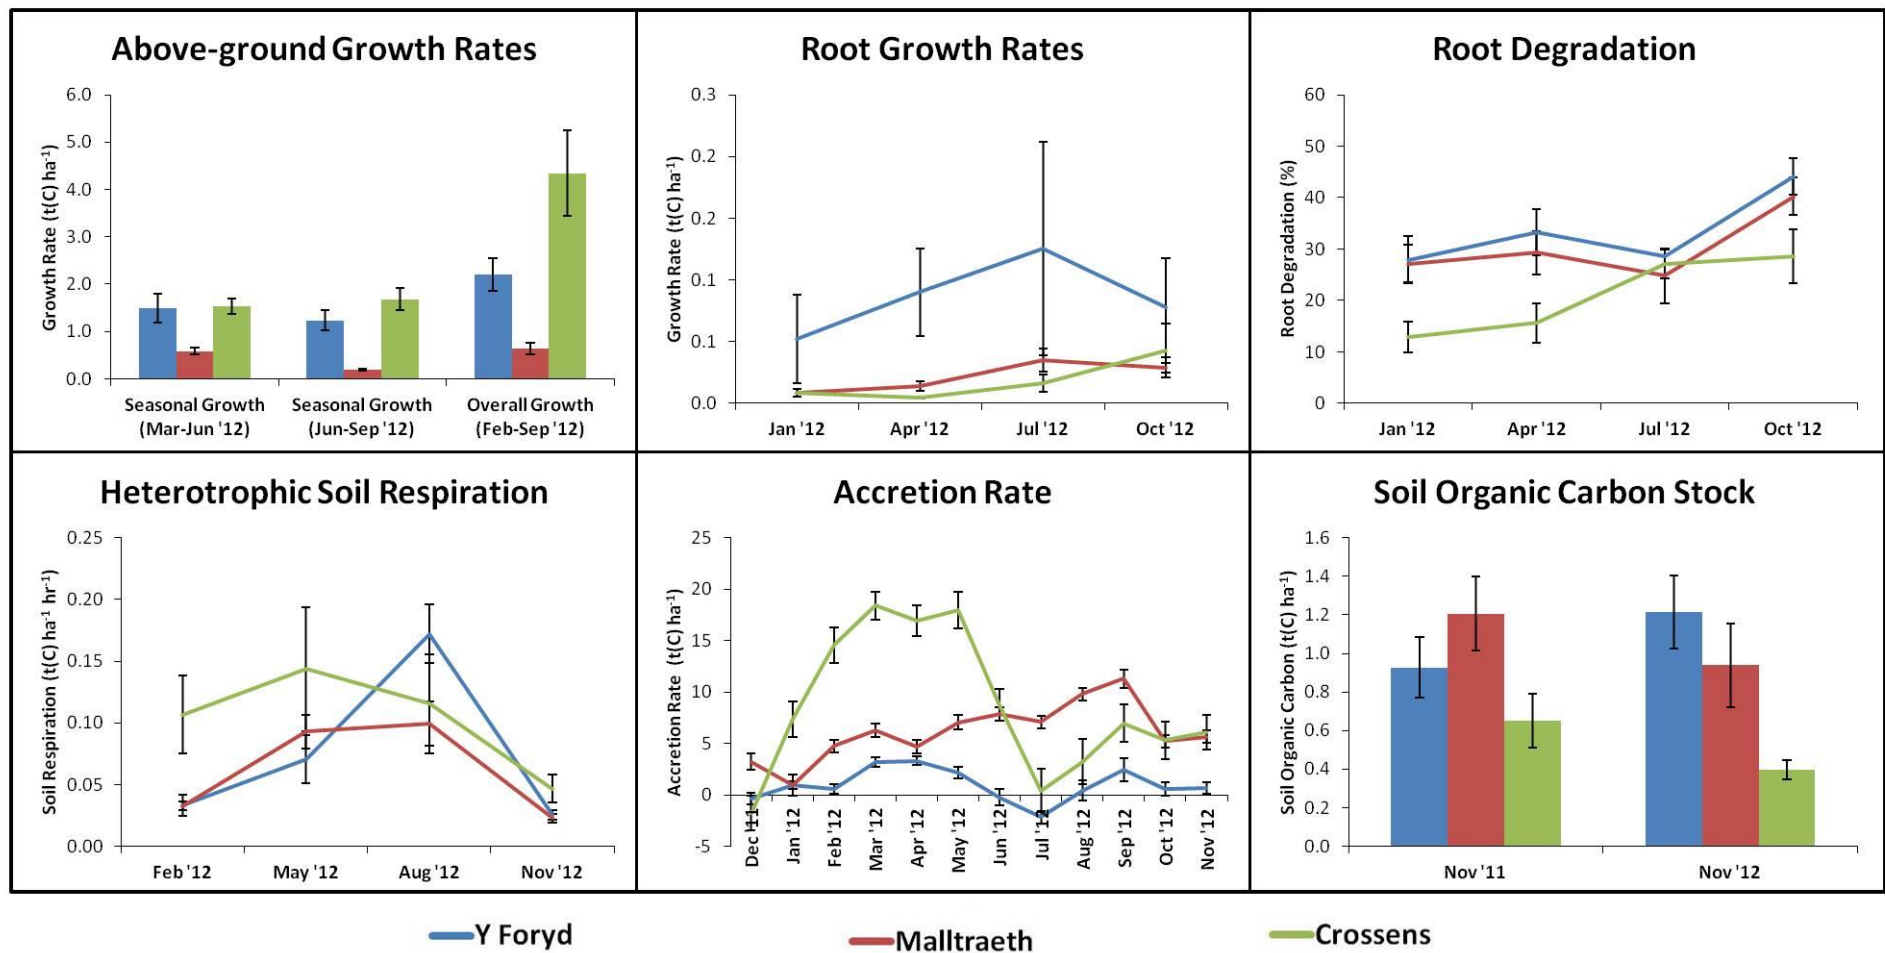 Above-ground Growth Rates
Growth Rate (t(C) ha⁻¹)
6.0
5.0
4.0
3.0
2.0
1.0
0.0
Seasonal Growth (Mar-Jun '12)
Seasonal Growth (Jun-Sep '12)
Overall Growth (Feb-Sep '12)
Root Growth Rates
Growth Rate (t(C) ha⁻¹)
0.3
0.2
0.2
0.1
0.1
0.0
Jan '12
Apr '12
Jul '12
Oct '12
Root Degradation
Root Degradation (%)
60
50
40
30
20
10
0
Jan '12
Apr '12
Jul '12
Oct '12
Heterotrophic Soil Respiration
Soil Respiration (t(C) ha⁻¹ hr⁻¹)
0.25
0.20
0.15
0.10
0.05
0.00
Feb '12
May '12
Aug '12
Nov '12
Accretion Rate
Accretion Rate (t(C) ha⁻¹)
25
20
15
10
5
0
-5
Dec '11
Jan '12
Feb '12
Mar '12
Apr '12
May '12
Jun '12
Jul '12
Aug '12
Sep '12
Oct '12
Nov '12
Soil Organic Carbon Stock
Soil Organic Carbon (t(C) ha⁻¹)
1.6
1.4
1.2
1.0
0.8
0.6
0.4
0.2
0.0
Nov '11
Nov '12
Y Foryd
Malltraeth
Crossens